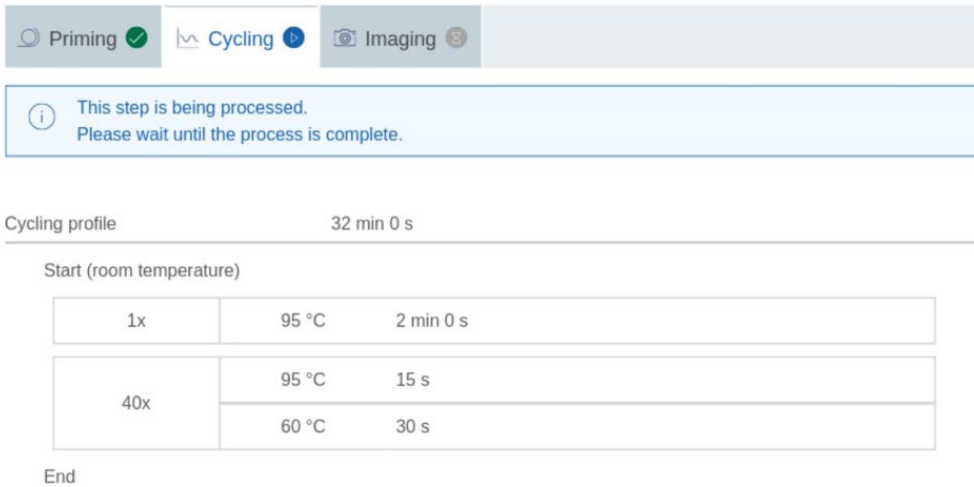 Priming Cycling Imaging
This step is being processed.
Please wait until the process is complete.
Cycling profile 32 min 0 s
Start (room temperature)
1x 95 °C 2 min 0 s
95 °C 15 s
40x
60 °C 30 s
End